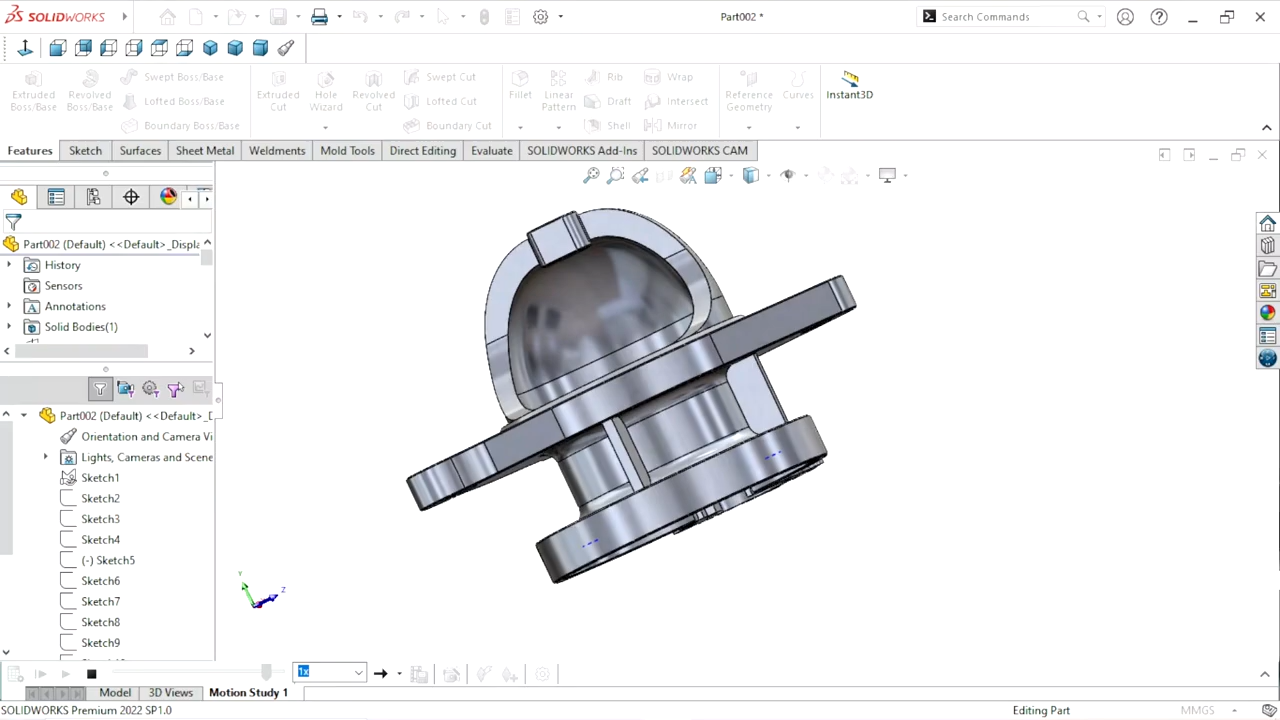 SOLIDWORKS
Part002 *
Search Commands
Extruded Boss/Base
Revolved Boss/Base
Swept Boss/Base
Lofted Boss/Base
Boundary Boss/Base
Extruded Cut
Hole Wizard
Revolved Cut
Swept Cut
Lofted Cut
Boundary Cut
Fillet
Linear Pattern
Rib
Draft
Shell
Wrap
Intersect
Mirror
Reference Geometry
Curves
Instant3D
Features Sketch Surfaces Sheet Metal Weldments Mold Tools Direct Editing Evaluate SOLIDWORKS Add-Ins SOLIDWORKS CAM
Part002 (Default) <<Default>_Displa
History
Sensors
Annotations
Solid Bodies(1)
Part002 (Default) <<Default>_D
Orientation and Camera Vi
Lights, Cameras and Scene
Sketch1
Sketch2
Sketch3
Sketch4
(-) Sketch5
Sketch6
Sketch7
Sketch8
Sketch9
Y
Z
1x
Model 3D Views Motion Study 1
SOLIDWORKS Premium 2022 SP1.0
Editing Part
MMGS